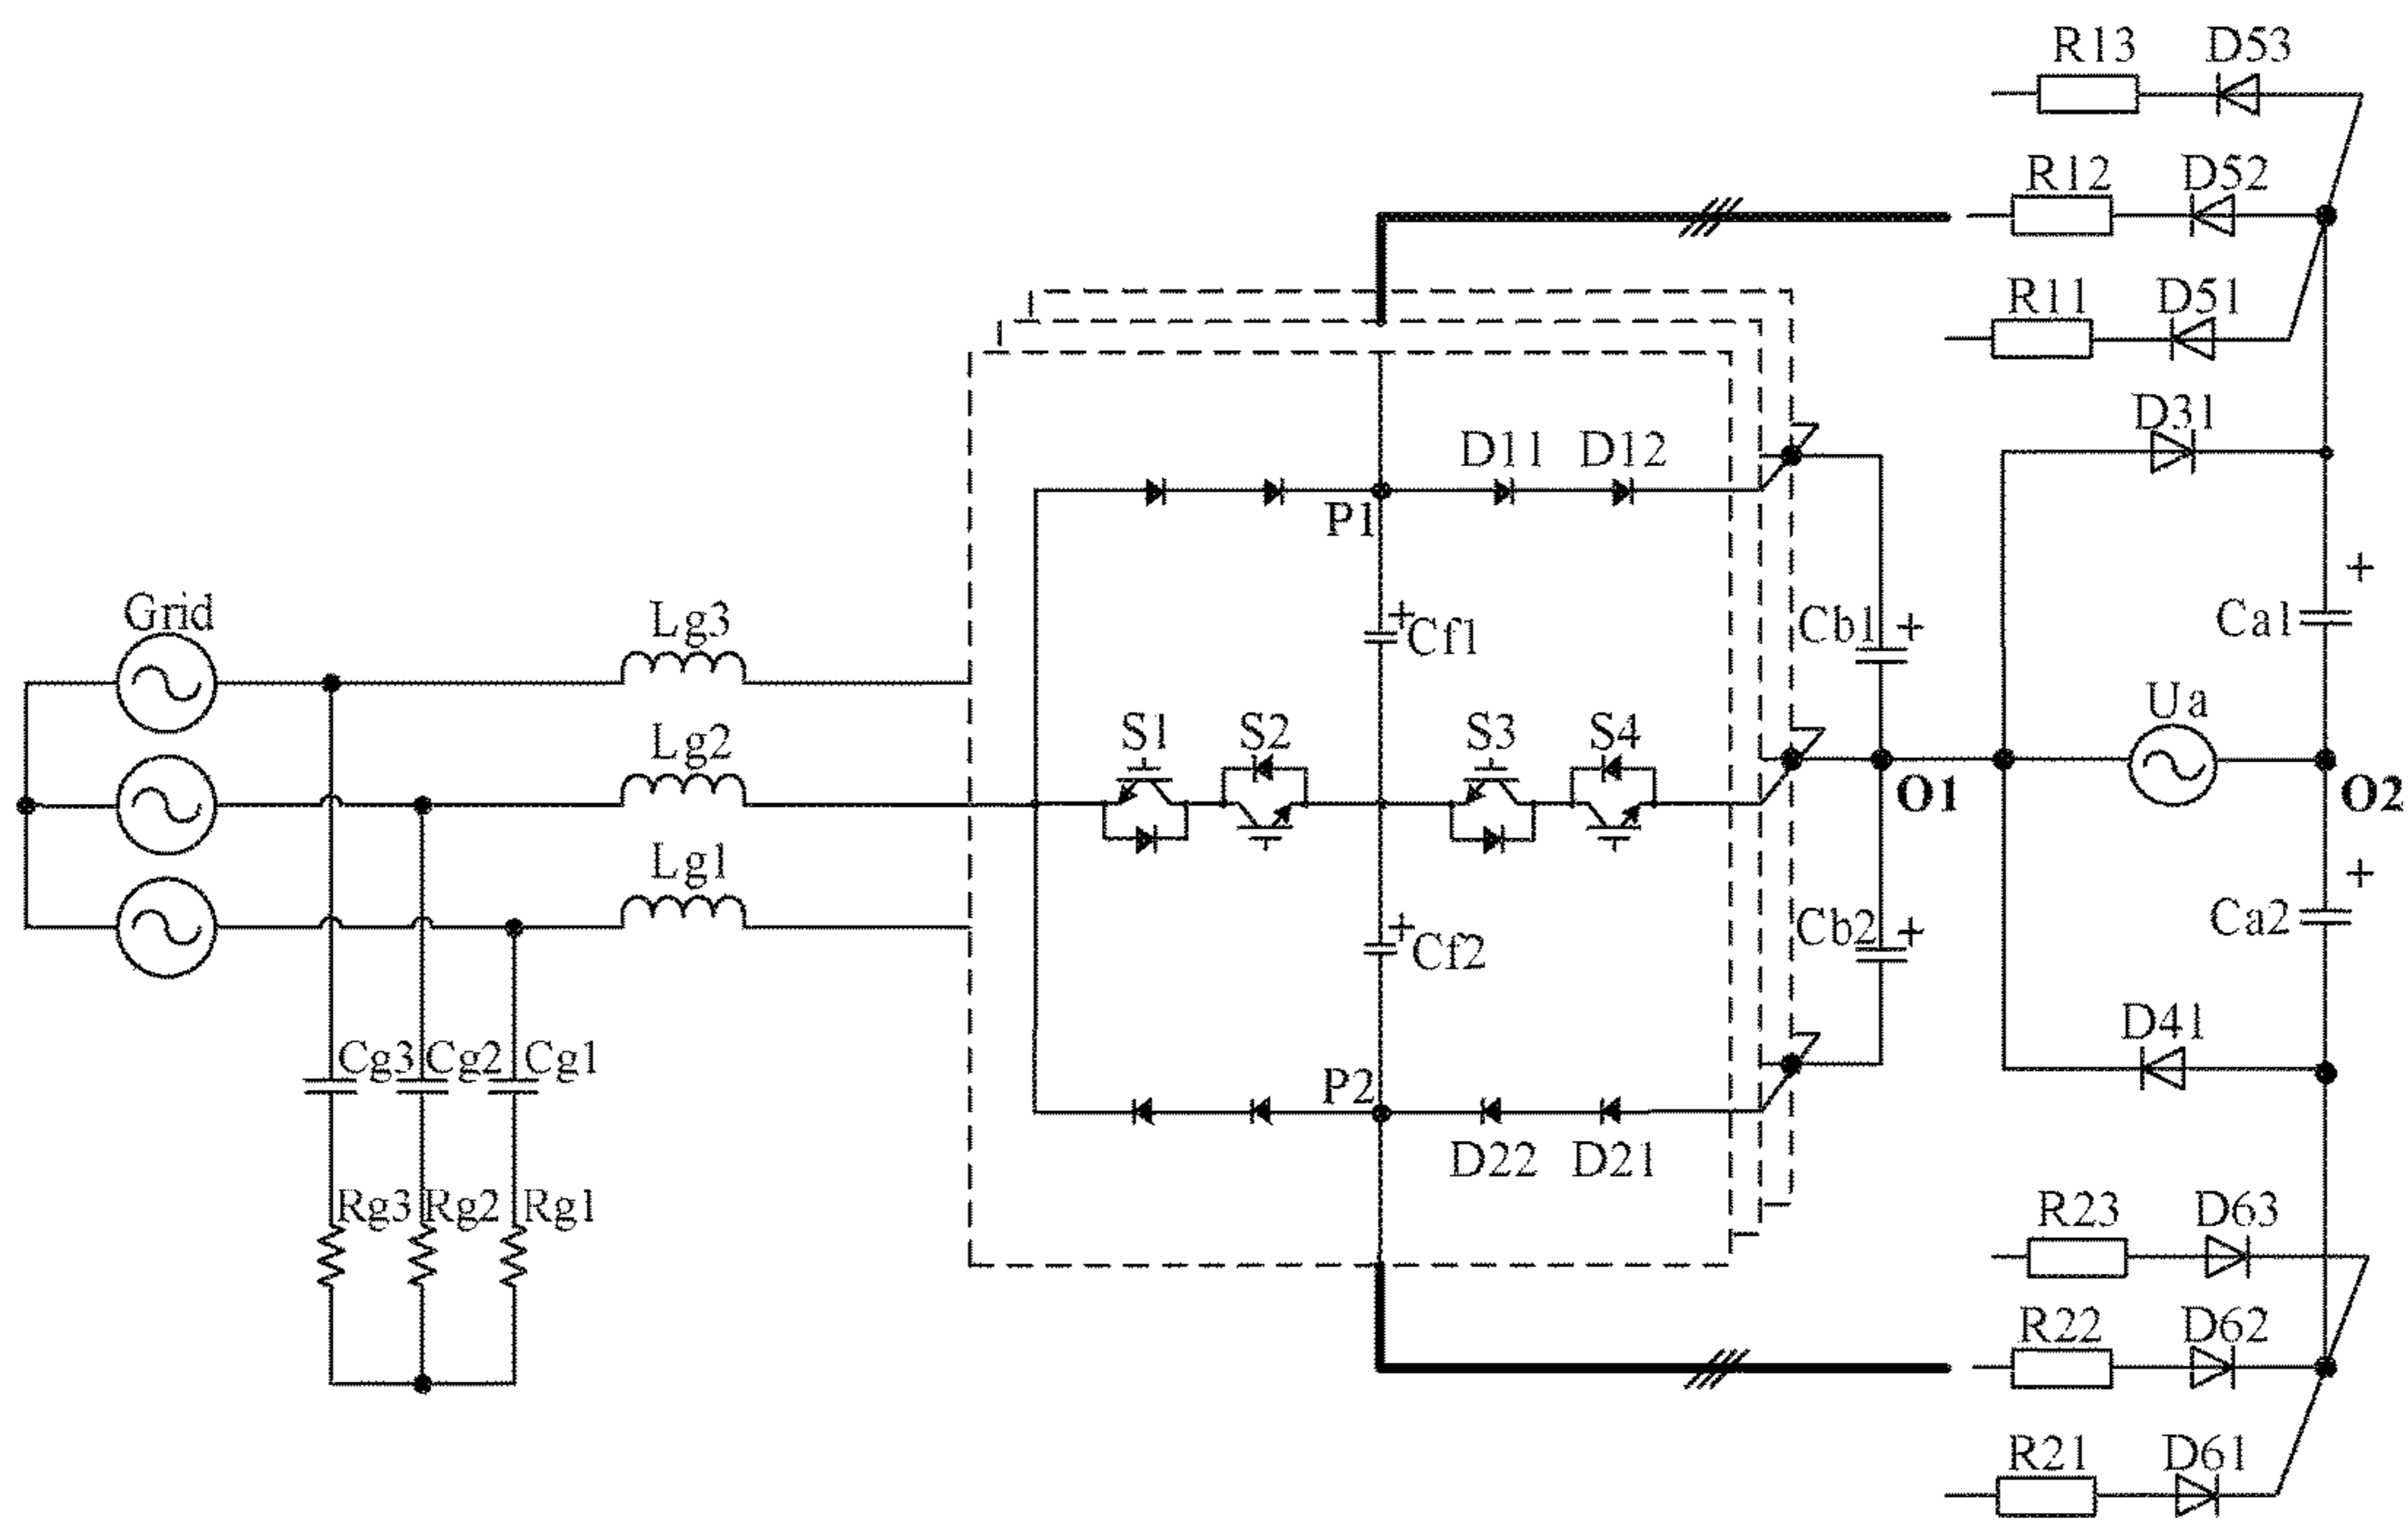 R13 D53
R12 D52
R11 D51
D31
D11 D12
P1
+
Ca1
Grid
Lg3
+
Cf1
Cb1 +
Lg2
S1 S2 S3 S4
Ua
O1
O2
Lg1
+
Cf2
Cb2 +
+
Ca2
Cg3 Cg2 Cg1
P2
D41
D22 D21
Rg3 Rg2 Rg1
R23 D63
R22 D62
R21 D61